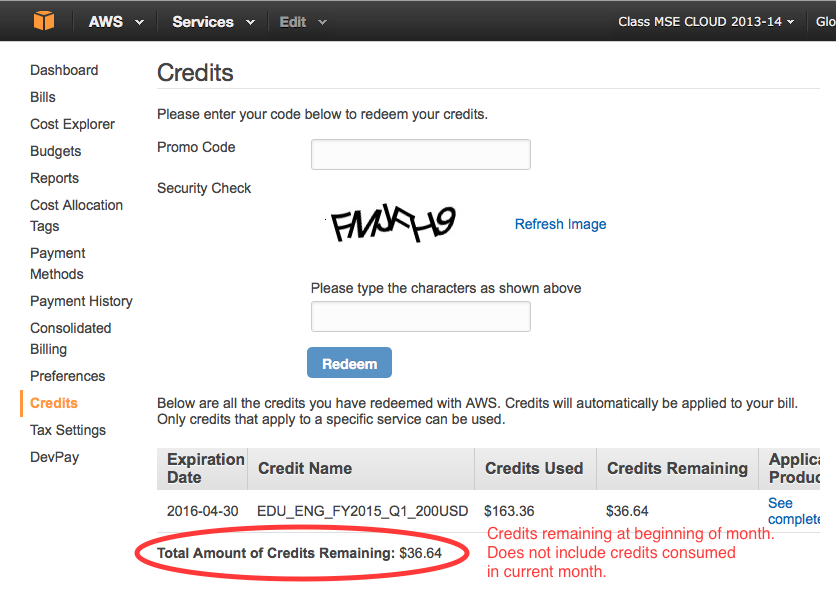 AWS Services Edit Class MSE CLOUD 2013-14 Glo
Dashboard
Bills
Cost Explorer
Budgets
Reports
Cost Allocation
Tags
Payment
Methods
Payment History
Consolidated
Billing
Preferences
Credits
Tax Settings
DevPay
Credits
Please enter your code below to redeem your credits.
Promo Code
Security Check
Refresh Image
Please type the characters as shown above
Redeem
Below are all the credits you have redeemed with AWS. Credits will automatically be applied to your bill.
Only credits that apply to a specific service can be used.
Expiration Date Credit Name Credits Used Credits Remaining Applica Produc
2016-04-30 EDU_ENG_FY2015_Q1_200USD $163.36 $36.64 See complete
Total Amount of Credits Remaining: $36.64
Credits remaining at beginning of month.
Does not include credits consumed
in current month.